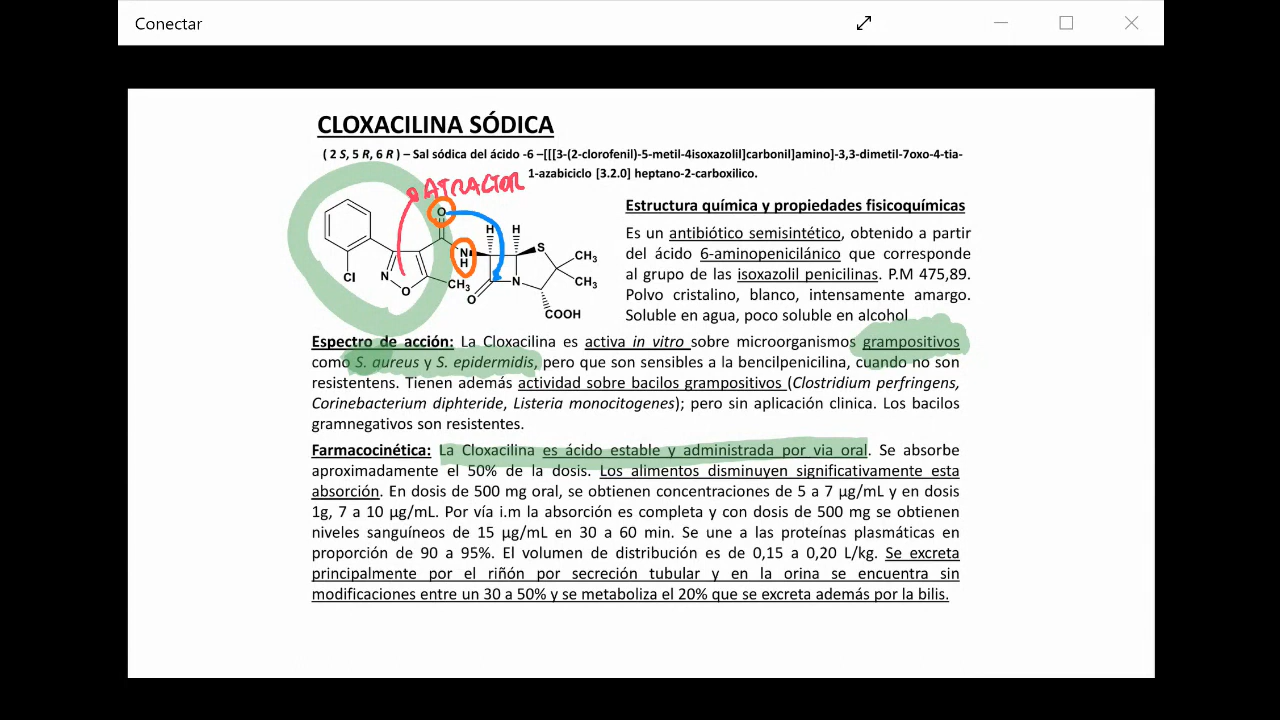 Conectar
CLOXACILINA SÓDICA
( 2 S, 5 R, 6 R ) – Sal sódica del ácido -6 –[[[3-(2-clorofenil)-5-metil-4isoxazolil]carbonil]amino]-3,3-dimetil-7oxo-4-tia-
1-azabiciclo [3.2.0] heptano-2-carboxilico.
ATRACTOR
O
H
H
N
H
S
CH3
CH3
Cl
N
O
CH3
O
N
COOH
Estructura química y propiedades fisicoquímicas
Es un antibiótico semisintético, obtenido a partir
del ácido 6-aminopenicilánico que corresponde
al grupo de las isoxazolil penicilinas. P.M 475,89.
Polvo cristalino, blanco, intensamente amargo.
Soluble en agua, poco soluble en alcohol
Espectro de acción: La Cloxacilina es activa in vitro sobre microorganismos grampositivos
como S. aureus y S. epidermidis, pero que son sensibles a la bencilpenicilina, cuando no son
resistentens. Tienen además actividad sobre bacilos grampositivos (Clostridium perfringens,
Corinebacterium diphteride, Listeria monocitogenes); pero sin aplicación clinica. Los bacilos
gramnegativos son resistentes.
Farmacocinética: La Cloxacilina es ácido estable y administrada por via oral. Se absorbe
aproximadamente el 50% de la dosis. Los alimentos disminuyen significativamente esta
absorción. En dosis de 500 mg oral, se obtienen concentraciones de 5 a 7 µg/mL y en dosis
1g, 7 a 10 µg/mL. Por vía i.m la absorción es completa y con dosis de 500 mg se obtienen
niveles sanguíneos de 15 µg/mL en 30 a 60 min. Se une a las proteínas plasmáticas en
proporción de 90 a 95%. El volumen de distribución es de 0,15 a 0,20 L/kg. Se excreta
principalmente por el riñón por secreción tubular y en la orina se encuentra sin
modificaciones entre un 30 a 50% y se metaboliza el 20% que se excreta además por la bilis.